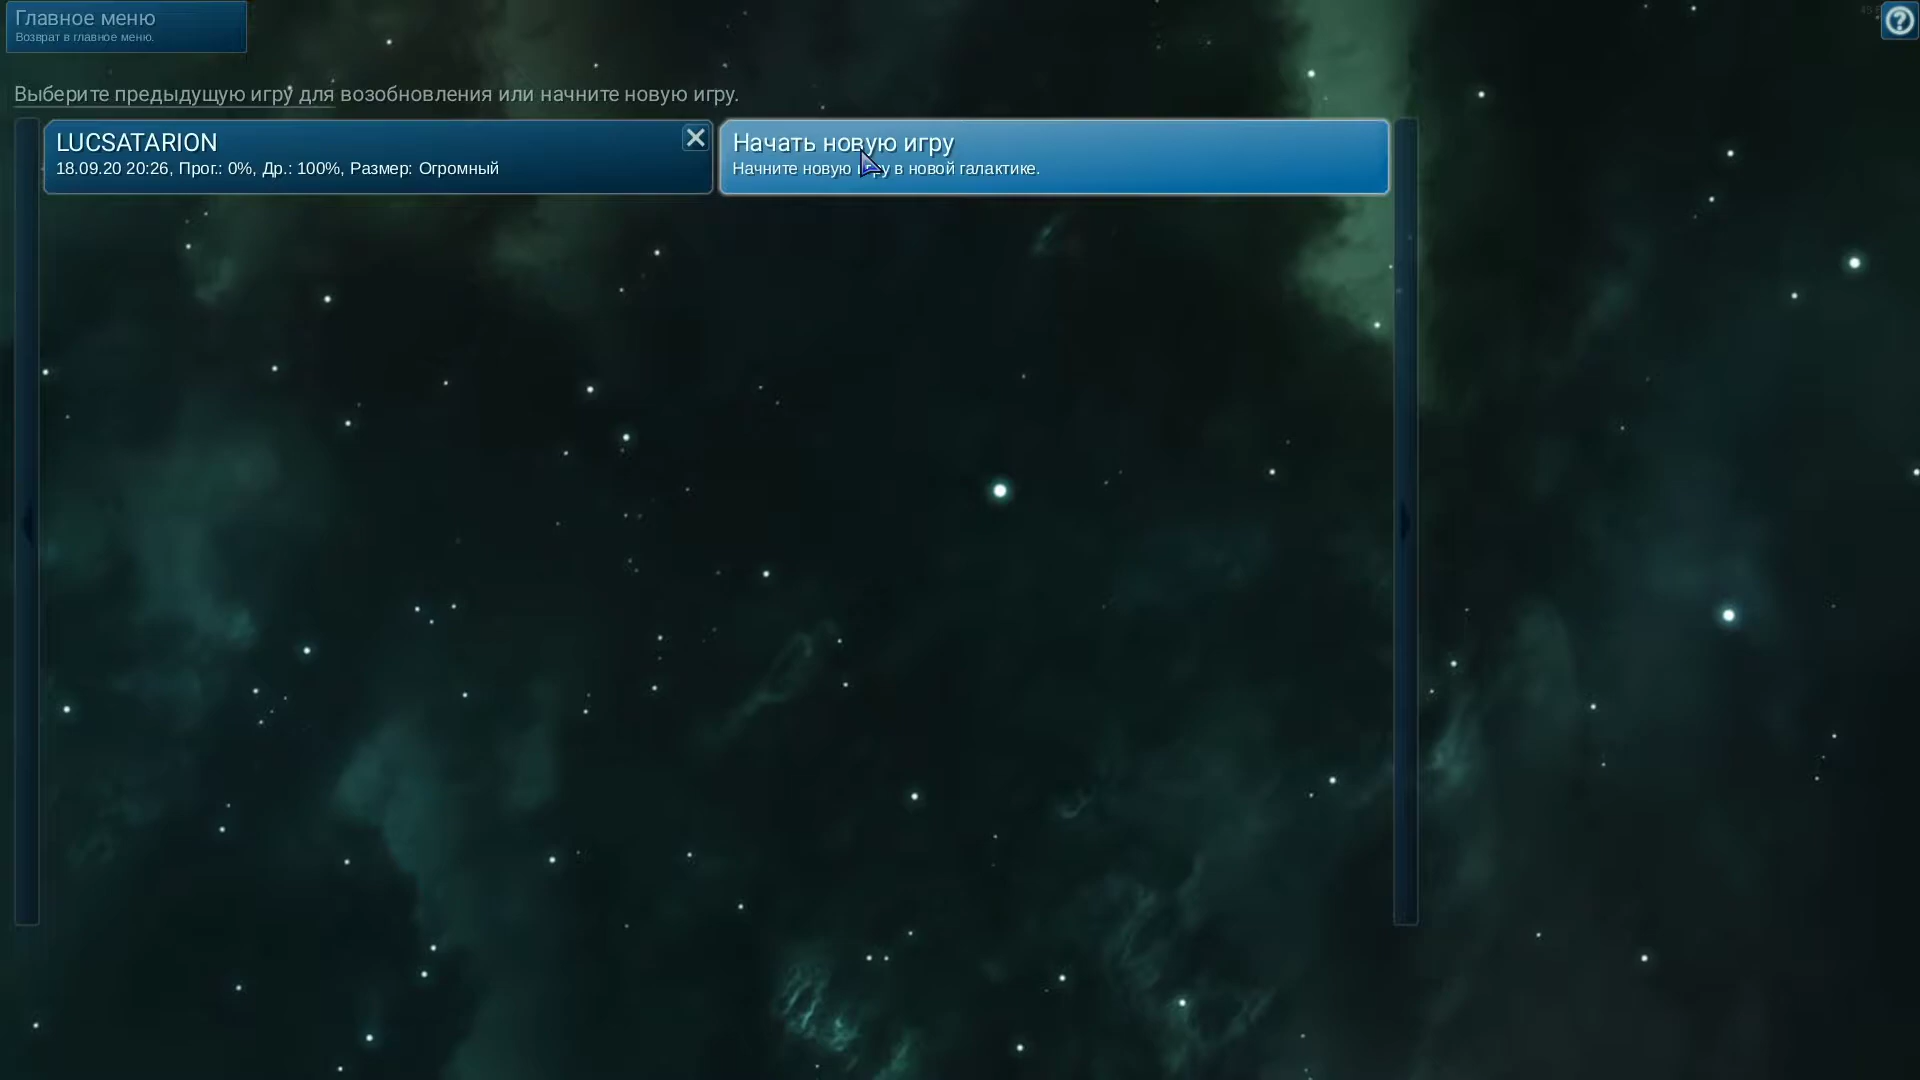 Главное меню
Возврат в главное меню.
Выберите предыдущую игру для возобновления или начните новую игру.
LUCSATARION
18.09.20 20:26, Прог.: 0%, Др.: 100%, Размер: Огромный
Начать новую игру
Начните новую игру в новой галактике.